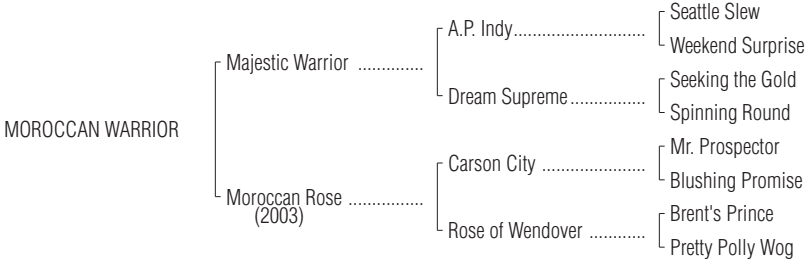 Seattle Slew
A.P. Indy..........................
Weekend Surprise
Majestic Warrior ..............
Seeking the Gold
Dream Supreme...............
Spinning Round
MOROCCAN WARRIOR
Mr. Prospector
Carson City ....................
Blushing Promise
Moroccan Rose ................
(2003)
Brent's Prince
Rose of Wendover ...........
Pretty Polly Wog